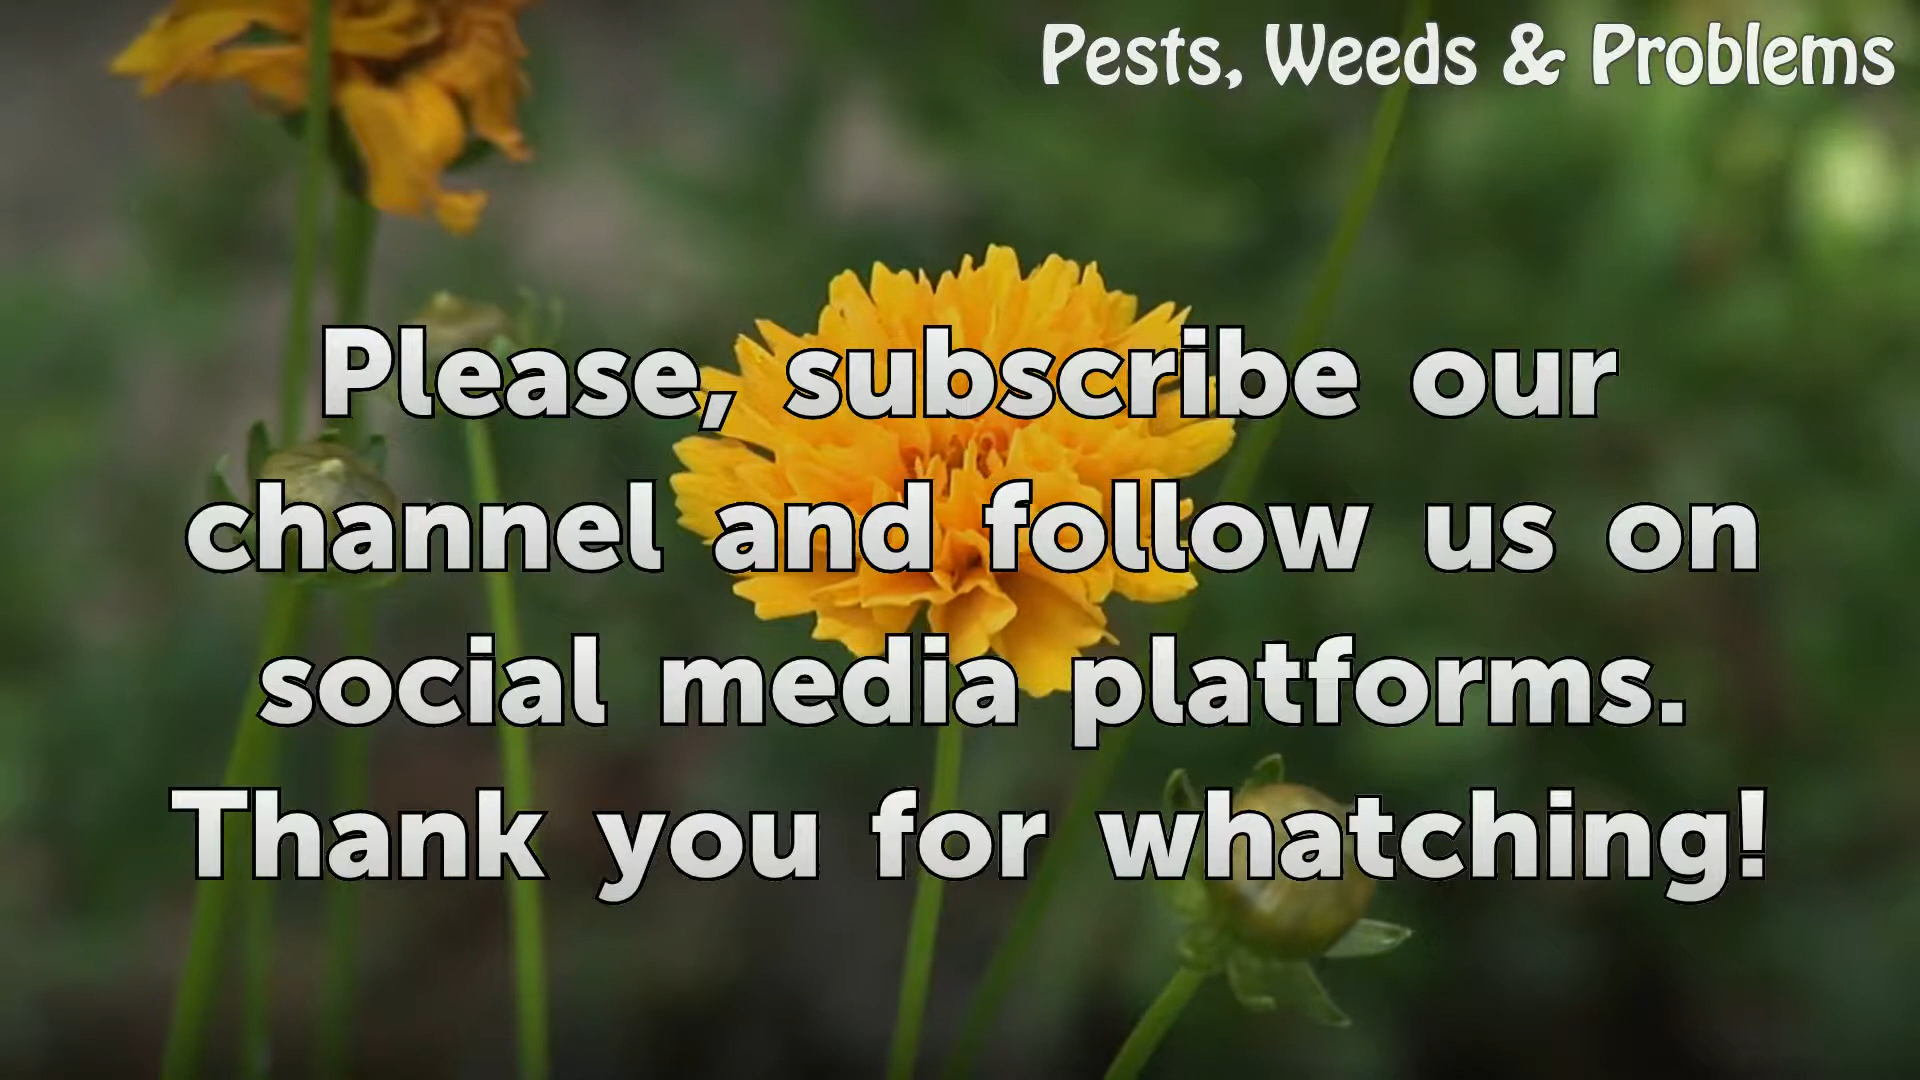 Pests, Weeds & Problems
Please, subscribe our
channel and follow us on
social media platforms.
Thank you for whatching!